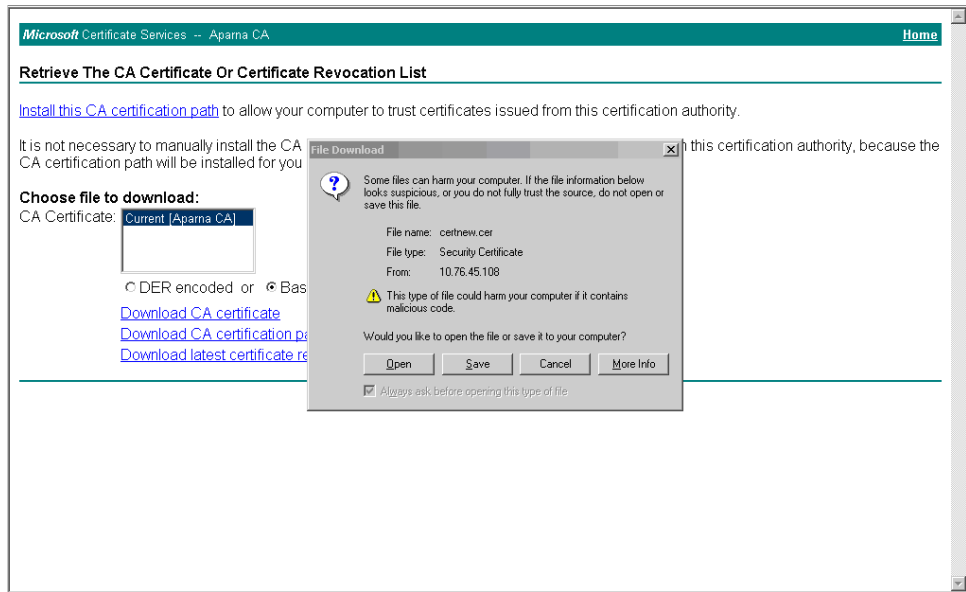 Microsoft Certificate Services -- Aparna CA Home
Retrieve The CA Certificate Or Certificate Revocation List
Install this CA certification path to allow your computer to trust certificates issued from this certification authority.
It is not necessary to manually install the CA this certification authority, because the
CA certification path will be installed for you
Choose file to download:
CA Certificate: Current [Aparna CA]
DER encoded or Bas
Download CA certificate
Download CA certification pa
Download latest certificate re
File Download
Some files can harm your computer. If the file information below
looks suspicious, or you do not fully trust the source, do not open or
save this file.
File name: certnew.cer
File type: Security Certificate
From: 10.76.45.108
This type of file could harm your computer if it contains
malicious code.
Would you like to open the file or save it to your computer?
Open Save Cancel More Info
Always ask before opening this type of file